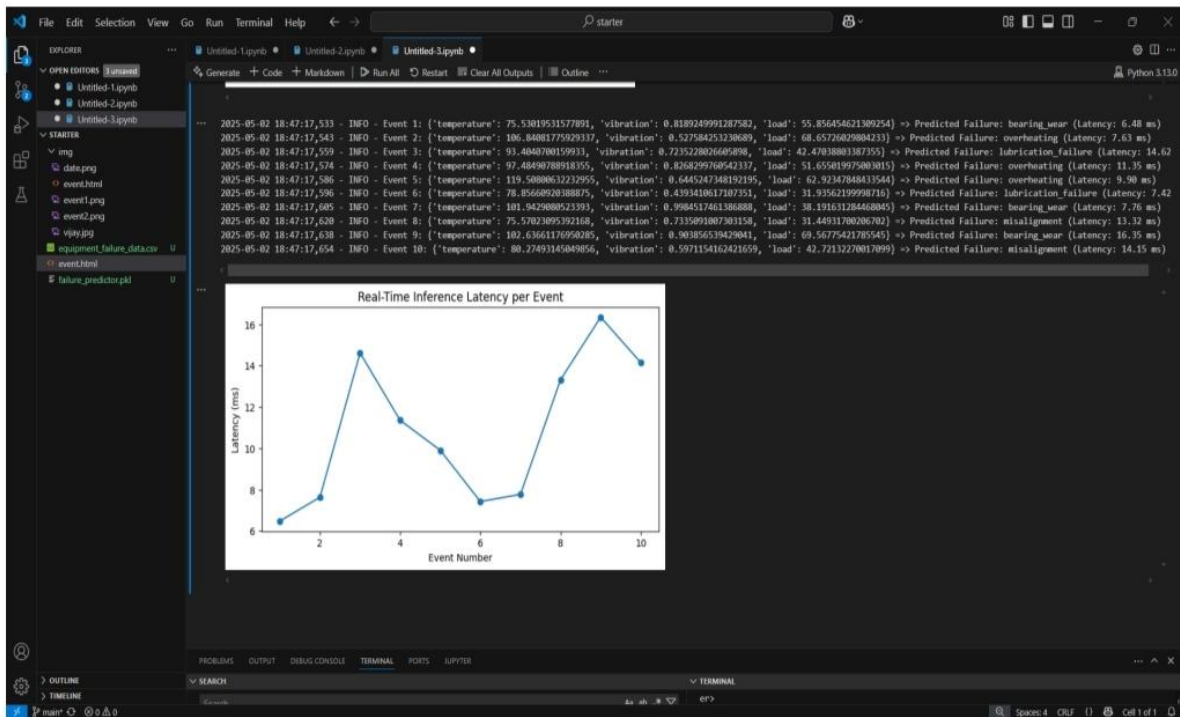 File Edit Selection View Go Run Terminal Help
starter
EXPLORER
Untitled-1.ipynb
Untitled-2.ipynb
Untitled-3.ipynb
OPEN EDITORS 3 unsaved
Generate + Code + Markdown | Run All Restart Clear All Outputs | Outline ...
Python 3.13.0
Untitled-1.ipynb
Untitled-2.ipynb
Untitled-3.ipynb
STARTER
img
date.png
event.html
event1.png
event2.png
vijay.jpg
equipment_failure_data.csv U
event.html
failure_predictor.pkl U
2025-05-02 18:47:17,533 - INFO - Event 1: {'temperature': 75.53019531577891, 'vibration': 0.8189249991287582, 'load': 55.856454621309254} => Predicted Failure: bearing_wear (Latency: 6.48 ms)
2025-05-02 18:47:17,543 - INFO - Event 2: {'temperature': 106.84081775929337, 'vibration': 0.527584253230689, 'load': 68.65726029804233} => Predicted Failure: overheating (Latency: 7.63 ms)
2025-05-02 18:47:17,559 - INFO - Event 3: {'temperature': 93.4040700159933, 'vibration': 0.7235228026605898, 'load': 42.47038803387355} => Predicted Failure: lubrication_failure (Latency: 14.62
2025-05-02 18:47:17,574 - INFO - Event 4: {'temperature': 97.48490788918355, 'vibration': 0.8268299760542337, 'load': 51.655019975003015} => Predicted Failure: overheating (Latency: 11.35 ms)
2025-05-02 18:47:17,586 - INFO - Event 5: {'temperature': 119.50800632232955, 'vibration': 0.6445247348192195, 'load': 62.92347848433544} => Predicted Failure: overheating (Latency: 9.90 ms)
2025-05-02 18:47:17,596 - INFO - Event 6: {'temperature': 78.85660920388875, 'vibration': 0.4393410617107351, 'load': 31.93562199998716} => Predicted Failure: lubrication_failure (Latency: 7.42
2025-05-02 18:47:17,605 - INFO - Event 7: {'temperature': 101.9429080523393, 'vibration': 0.9984517461386888, 'load': 38.191631284468045} => Predicted Failure: bearing_wear (Latency: 7.76 ms)
2025-05-02 18:47:17,620 - INFO - Event 8: {'temperature': 75.57023095392168, 'vibration': 0.7335091007303158, 'load': 31.44931700206702} => Predicted Failure: misalignment (Latency: 13.32 ms)
2025-05-02 18:47:17,638 - INFO - Event 9: {'temperature': 102.63661176950285, 'vibration': 0.903856539429041, 'load': 69.56775421785545} => Predicted Failure: bearing_wear (Latency: 16.35 ms)
2025-05-02 18:47:17,654 - INFO - Event 10: {'temperature': 80.27493145049856, 'vibration': 0.5971154162421659, 'load': 42.72132270017099} => Predicted Failure: misalignment (Latency: 14.15 ms)
Real-Time Inference Latency per Event
Latency (ms)
16
14
12
10
8
6
2 4 6 8 10
Event Number
PROBLEMS OUTPUT DEBUG CONSOLE TERMINAL PORTS JUPYTER
OUTLINE
TIMELINE
SEARCH
Search
TERMINAL
er>
main* 0 0 Spaces: 4 CRLF {} Cell 1 of 1